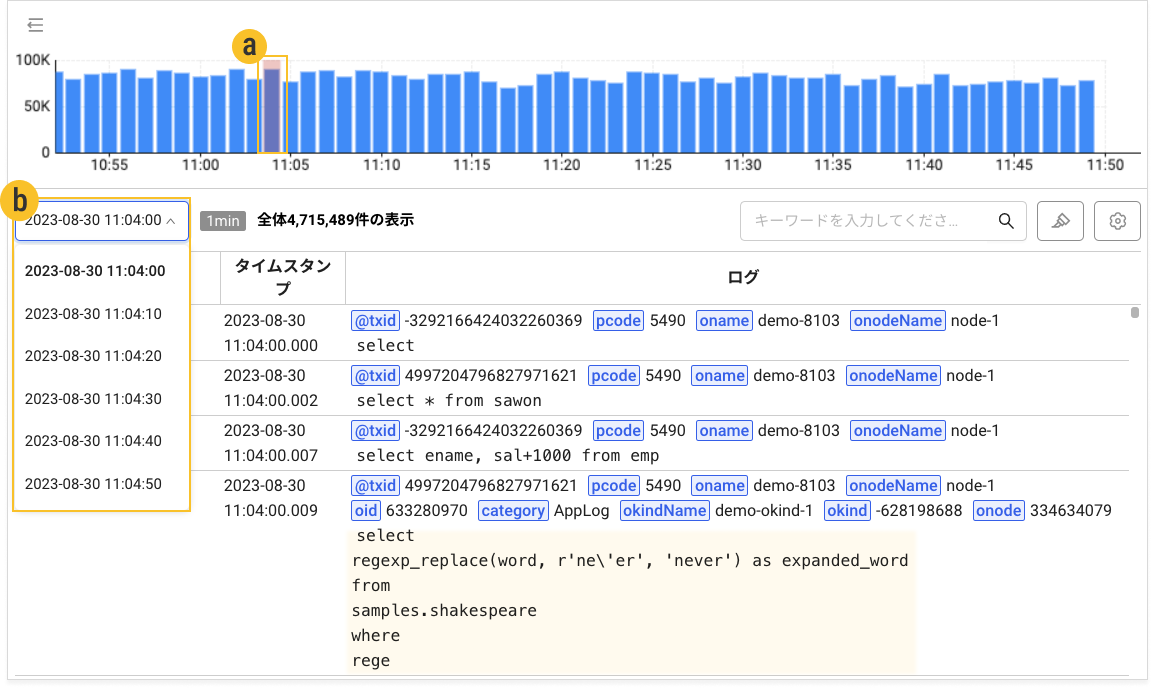 a
100K
50K
0
10:55 11:00 11:05 11:10 11:15 11:20 11:25 11:30 11:35 11:40 11:45 11:50
b
2023-08-30 11:04:00 1min 全体4,715,489件の表示 キーワードを入力してくださ...
2023-08-30 11:04:00
2023-08-30 11:04:10
2023-08-30 11:04:20
2023-08-30 11:04:30
2023-08-30 11:04:40
2023-08-30 11:04:50
タイムスタン
プ
ログ
2023-08-30
11:04:00.000
@txid -3292166424032260369 pcode 5490 oname demo-8103 onodeName node-1
select
2023-08-30
11:04:00.002
@txid 4997204796827971621 pcode 5490 oname demo-8103 onodeName node-1
select * from sawon
2023-08-30
11:04:00.007
@txid -3292166424032260369 pcode 5490 oname demo-8103 onodeName node-1
select ename, sal+1000 from emp
2023-08-30
11:04:00.009
@txid 4997204796827971621 pcode 5490 oname demo-8103 onodeName node-1
oid 633280970 category AppLog okindName demo-okind-1 okind -628198688 onode 334634079
select
regexp_replace(word, r'ne\'er', 'never') as expanded_word
from
samples.shakespeare
where
rege